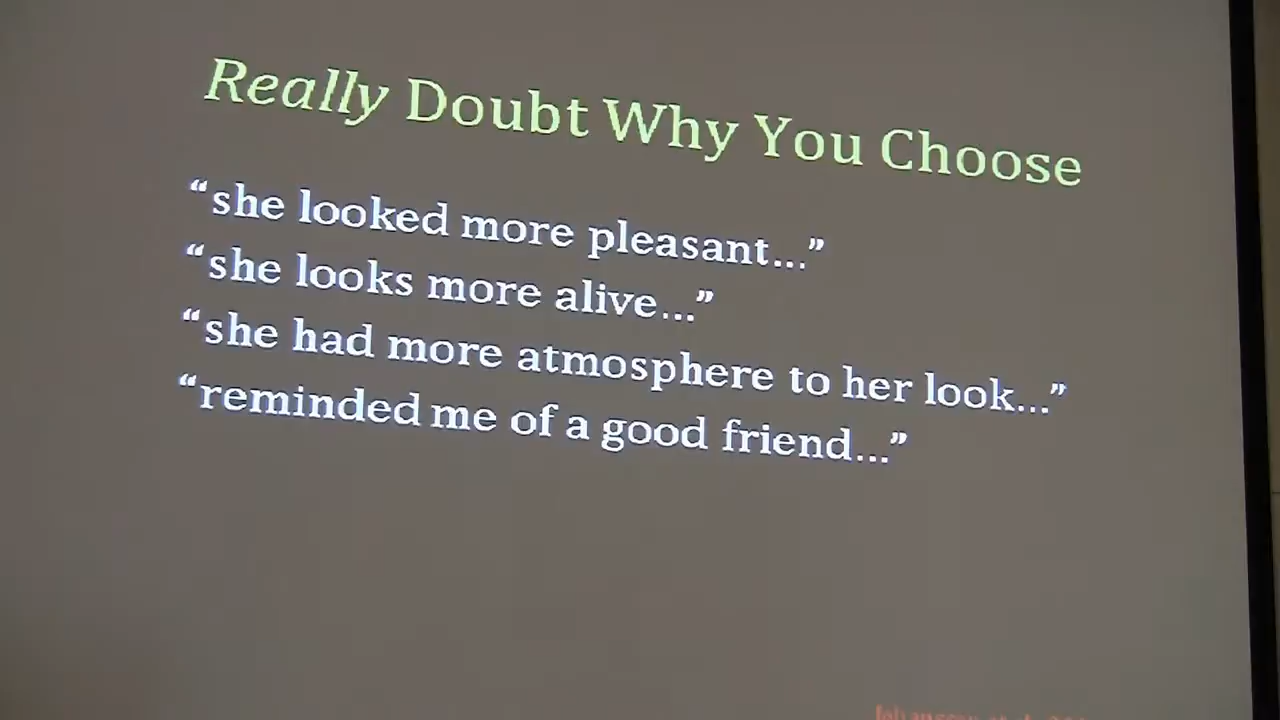 Really Doubt Why You Choose
“she looked more pleasant...”
“she looks more alive...”
“she had more atmosphere to her look...”
“reminded me of a good friend...”